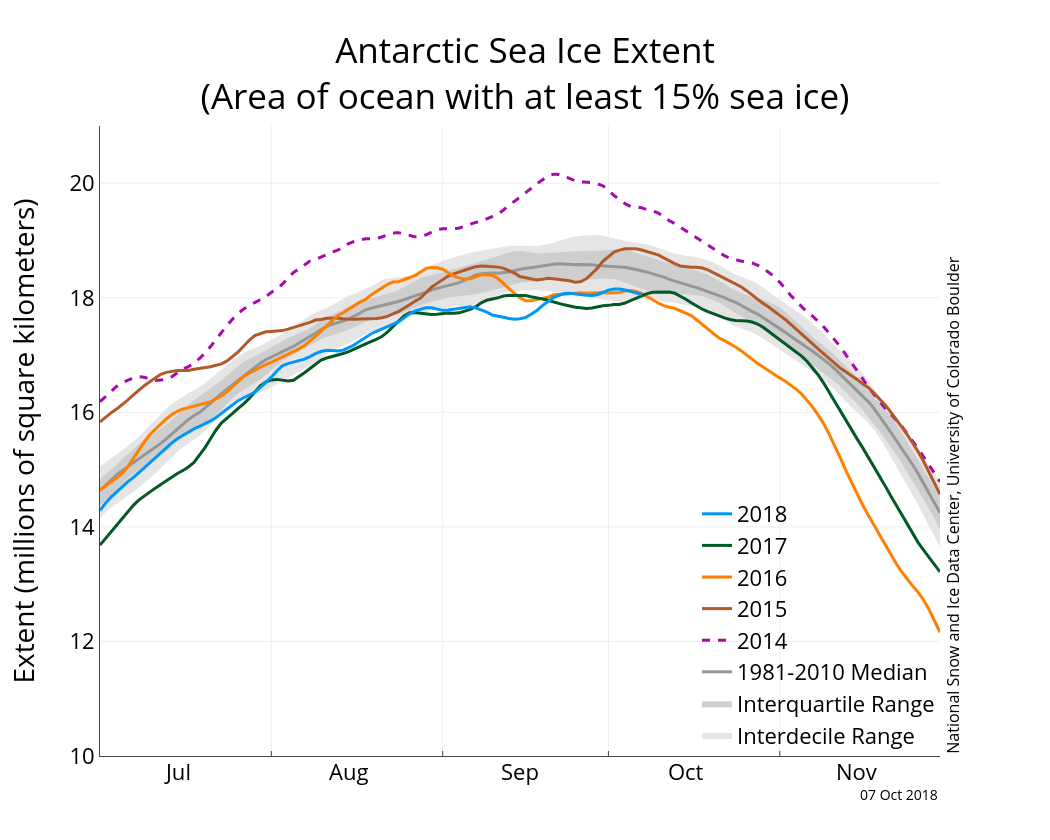 Antarctic Sea Ice Extent
(Area of ocean with at least 15% sea ice)
Extent (millions of square kilometers)
20
18
16
14
12
10
Jul
Aug
Sep
Oct
Nov
2018
2017
2016
2015
2014
1981-2010 Median
Interquartile Range
Interdecile Range
National Snow and Ice Data Center, University of Colorado Boulder
07 Oct 2018